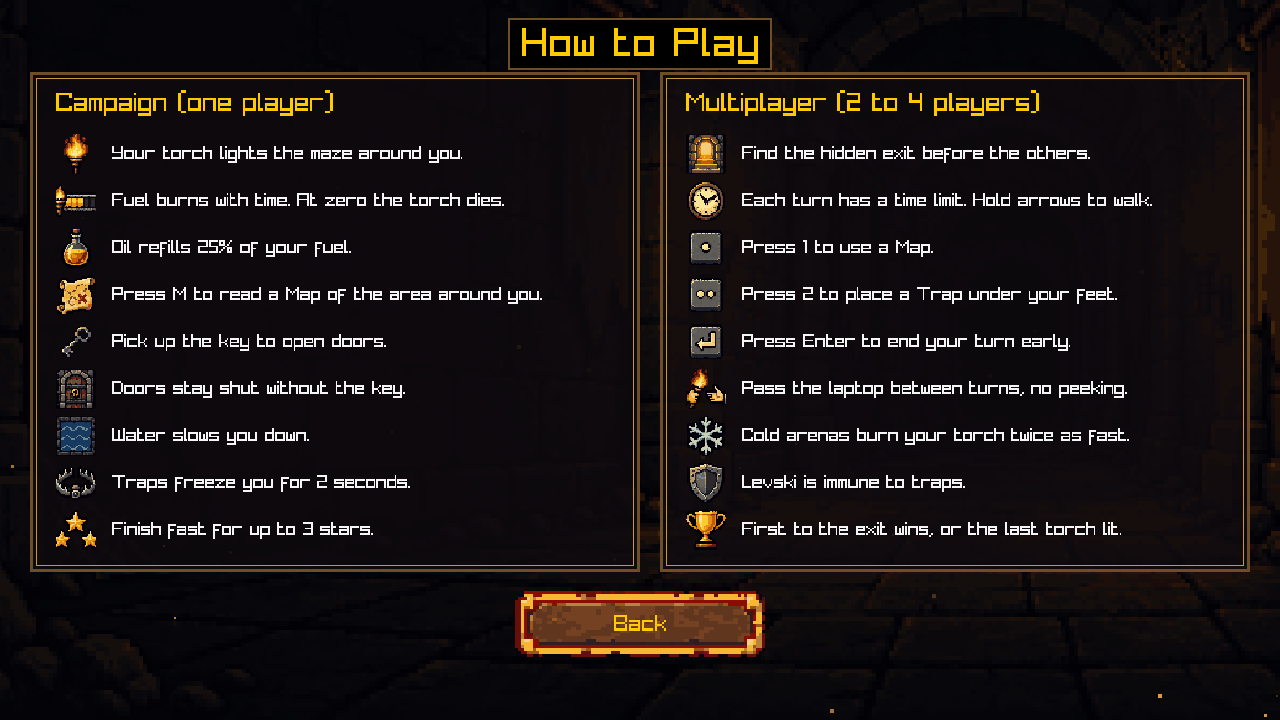 How to Play
Campaign (one player)
Your torch lights the maze around you.
Fuel burns with time. At zero the torch dies.
Oil refills 25% of your fuel.
Press M to read a Map of the area around you.
Pick up the key to open doors.
Doors stay shut without the key.
Water slows you down.
Traps freeze you for 2 seconds.
Finish fast for up to 3 stars.
Multiplayer (2 to 4 players)
Find the hidden exit before the others.
Each turn has a time limit. Hold arrows to walk.
Press 1 to use a Map.
Press 2 to place a Trap under your feet.
Press Enter to end your turn early.
Pass the laptop between turns, no peeking.
Cold arenas burn your torch twice as fast.
Levski is immune to traps.
First to the exit wins, or the last torch lit.
Back